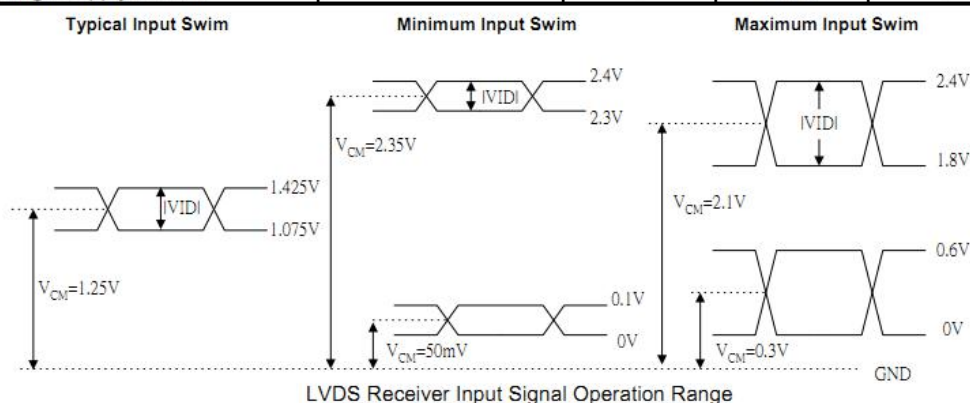 Typical Input Swim
Minimum Input Swim
Maximum Input Swim
2.4V
|VID|
2.3V
V_CM=2.35V
2.4V
|VID|
1.8V
V_CM=2.1V
1.425V
|VID|
1.075V
V_CM=1.25V
0.1V
0V
V_CM=50mV
0.6V
0V
V_CM=0.3V
GND
LVDS Receiver Input Signal Operation Range